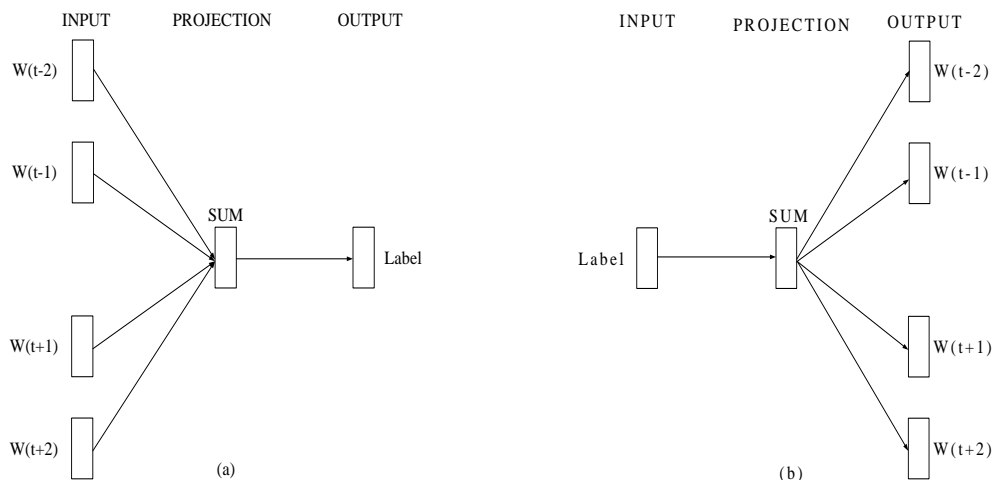 INPUT PROJECTION OUTPUT
W(t-2)
W(t-1)
SUM
Label
W(t+1)
W(t+2)
(a)
INPUT PROJECTION OUTPUT
W(t-2)
W(t-1)
SUM
Label
W(t+1)
W(t+2)
(b)